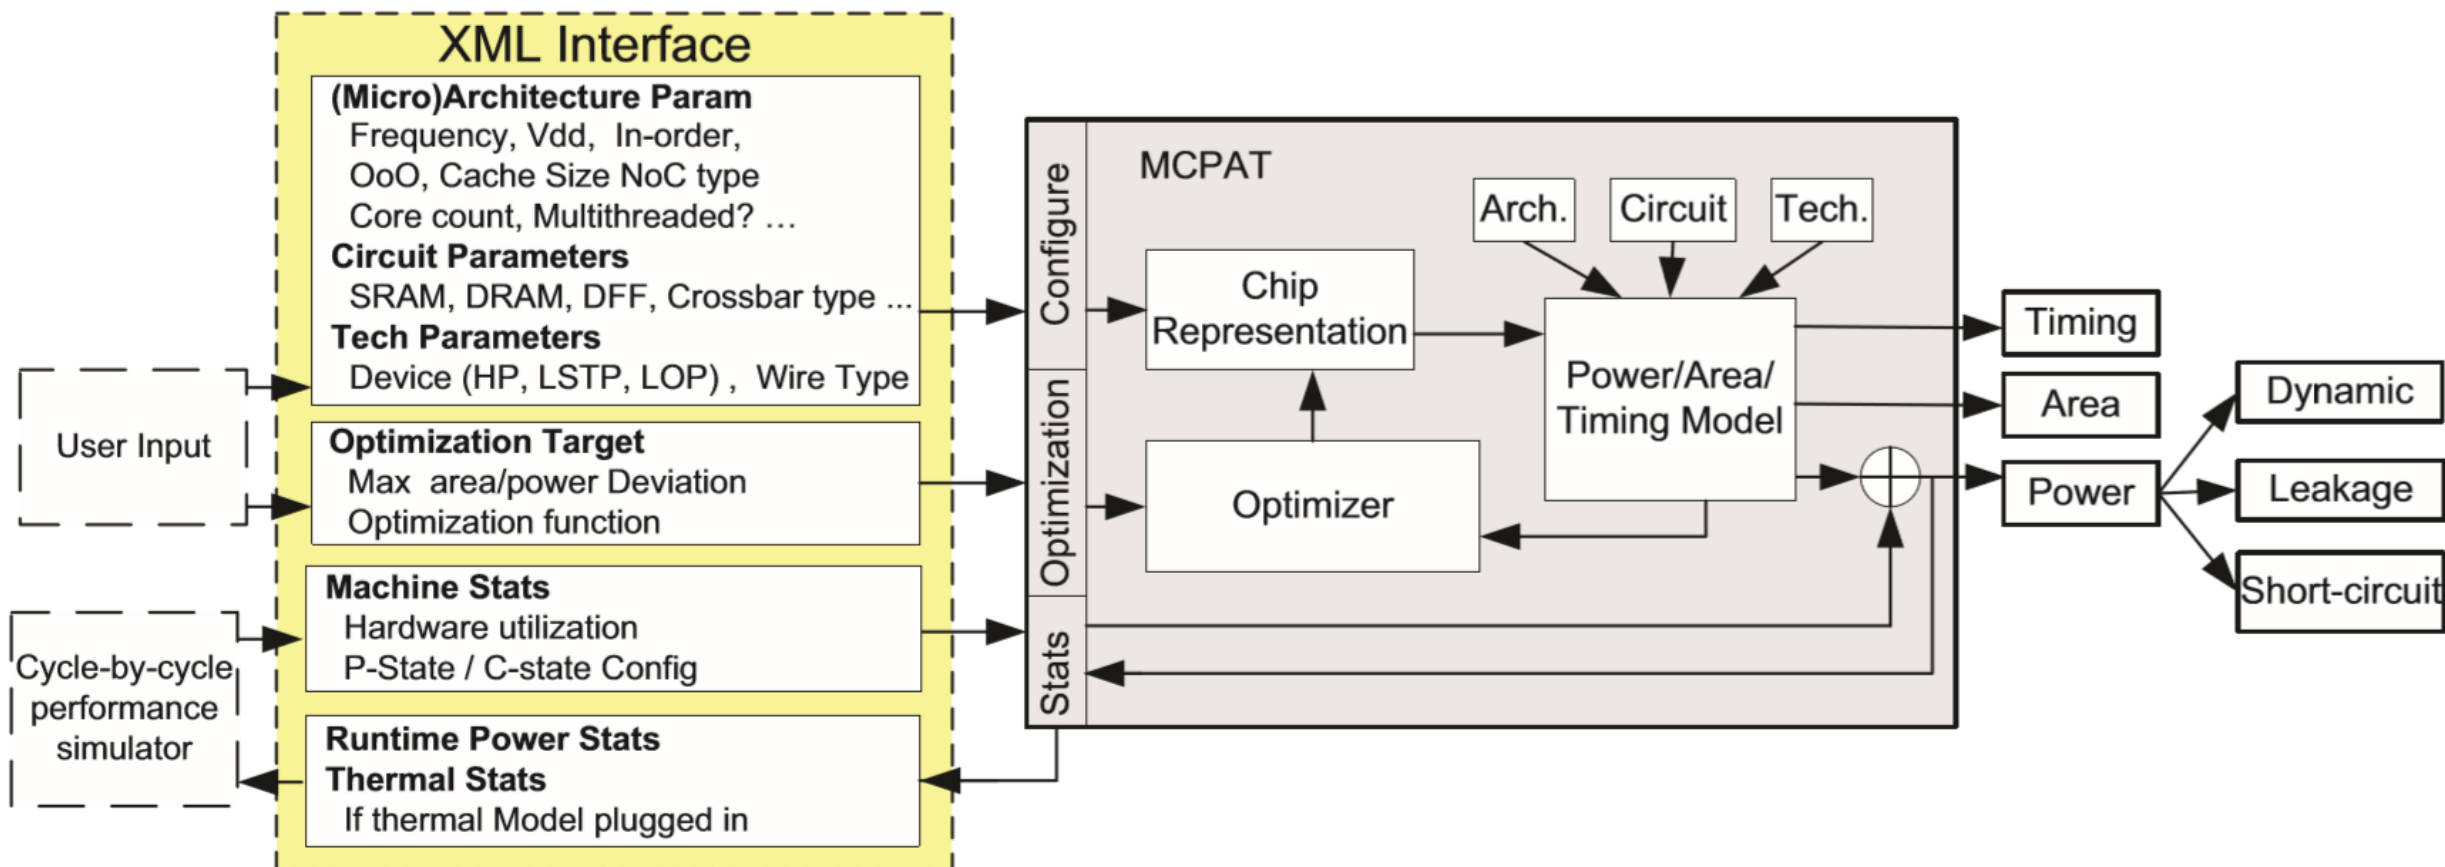 XML Interface
(Micro)Architecture Param
Frequency, Vdd, In-order,
OoO, Cache Size NoC type
Core count, Multithreaded? ...
Circuit Parameters
SRAM, DRAM, DFF, Crossbar type ...
Tech Parameters
Device (HP, LSTP, LOP) , Wire Type
User Input
Optimization Target
Max area/power Deviation
Optimization function
Machine Stats
Hardware utilization
P-State / C-state Config
Cycle-by-cycle
performance
simulator
Runtime Power Stats
Thermal Stats
If thermal Model plugged in
Configure
Optimization
Stats
MCPAT
Arch.
Circuit
Tech.
Chip
Representation
Power/Area/
Timing Model
Optimizer
Timing
Area
Power
Dynamic
Leakage
Short-circuit